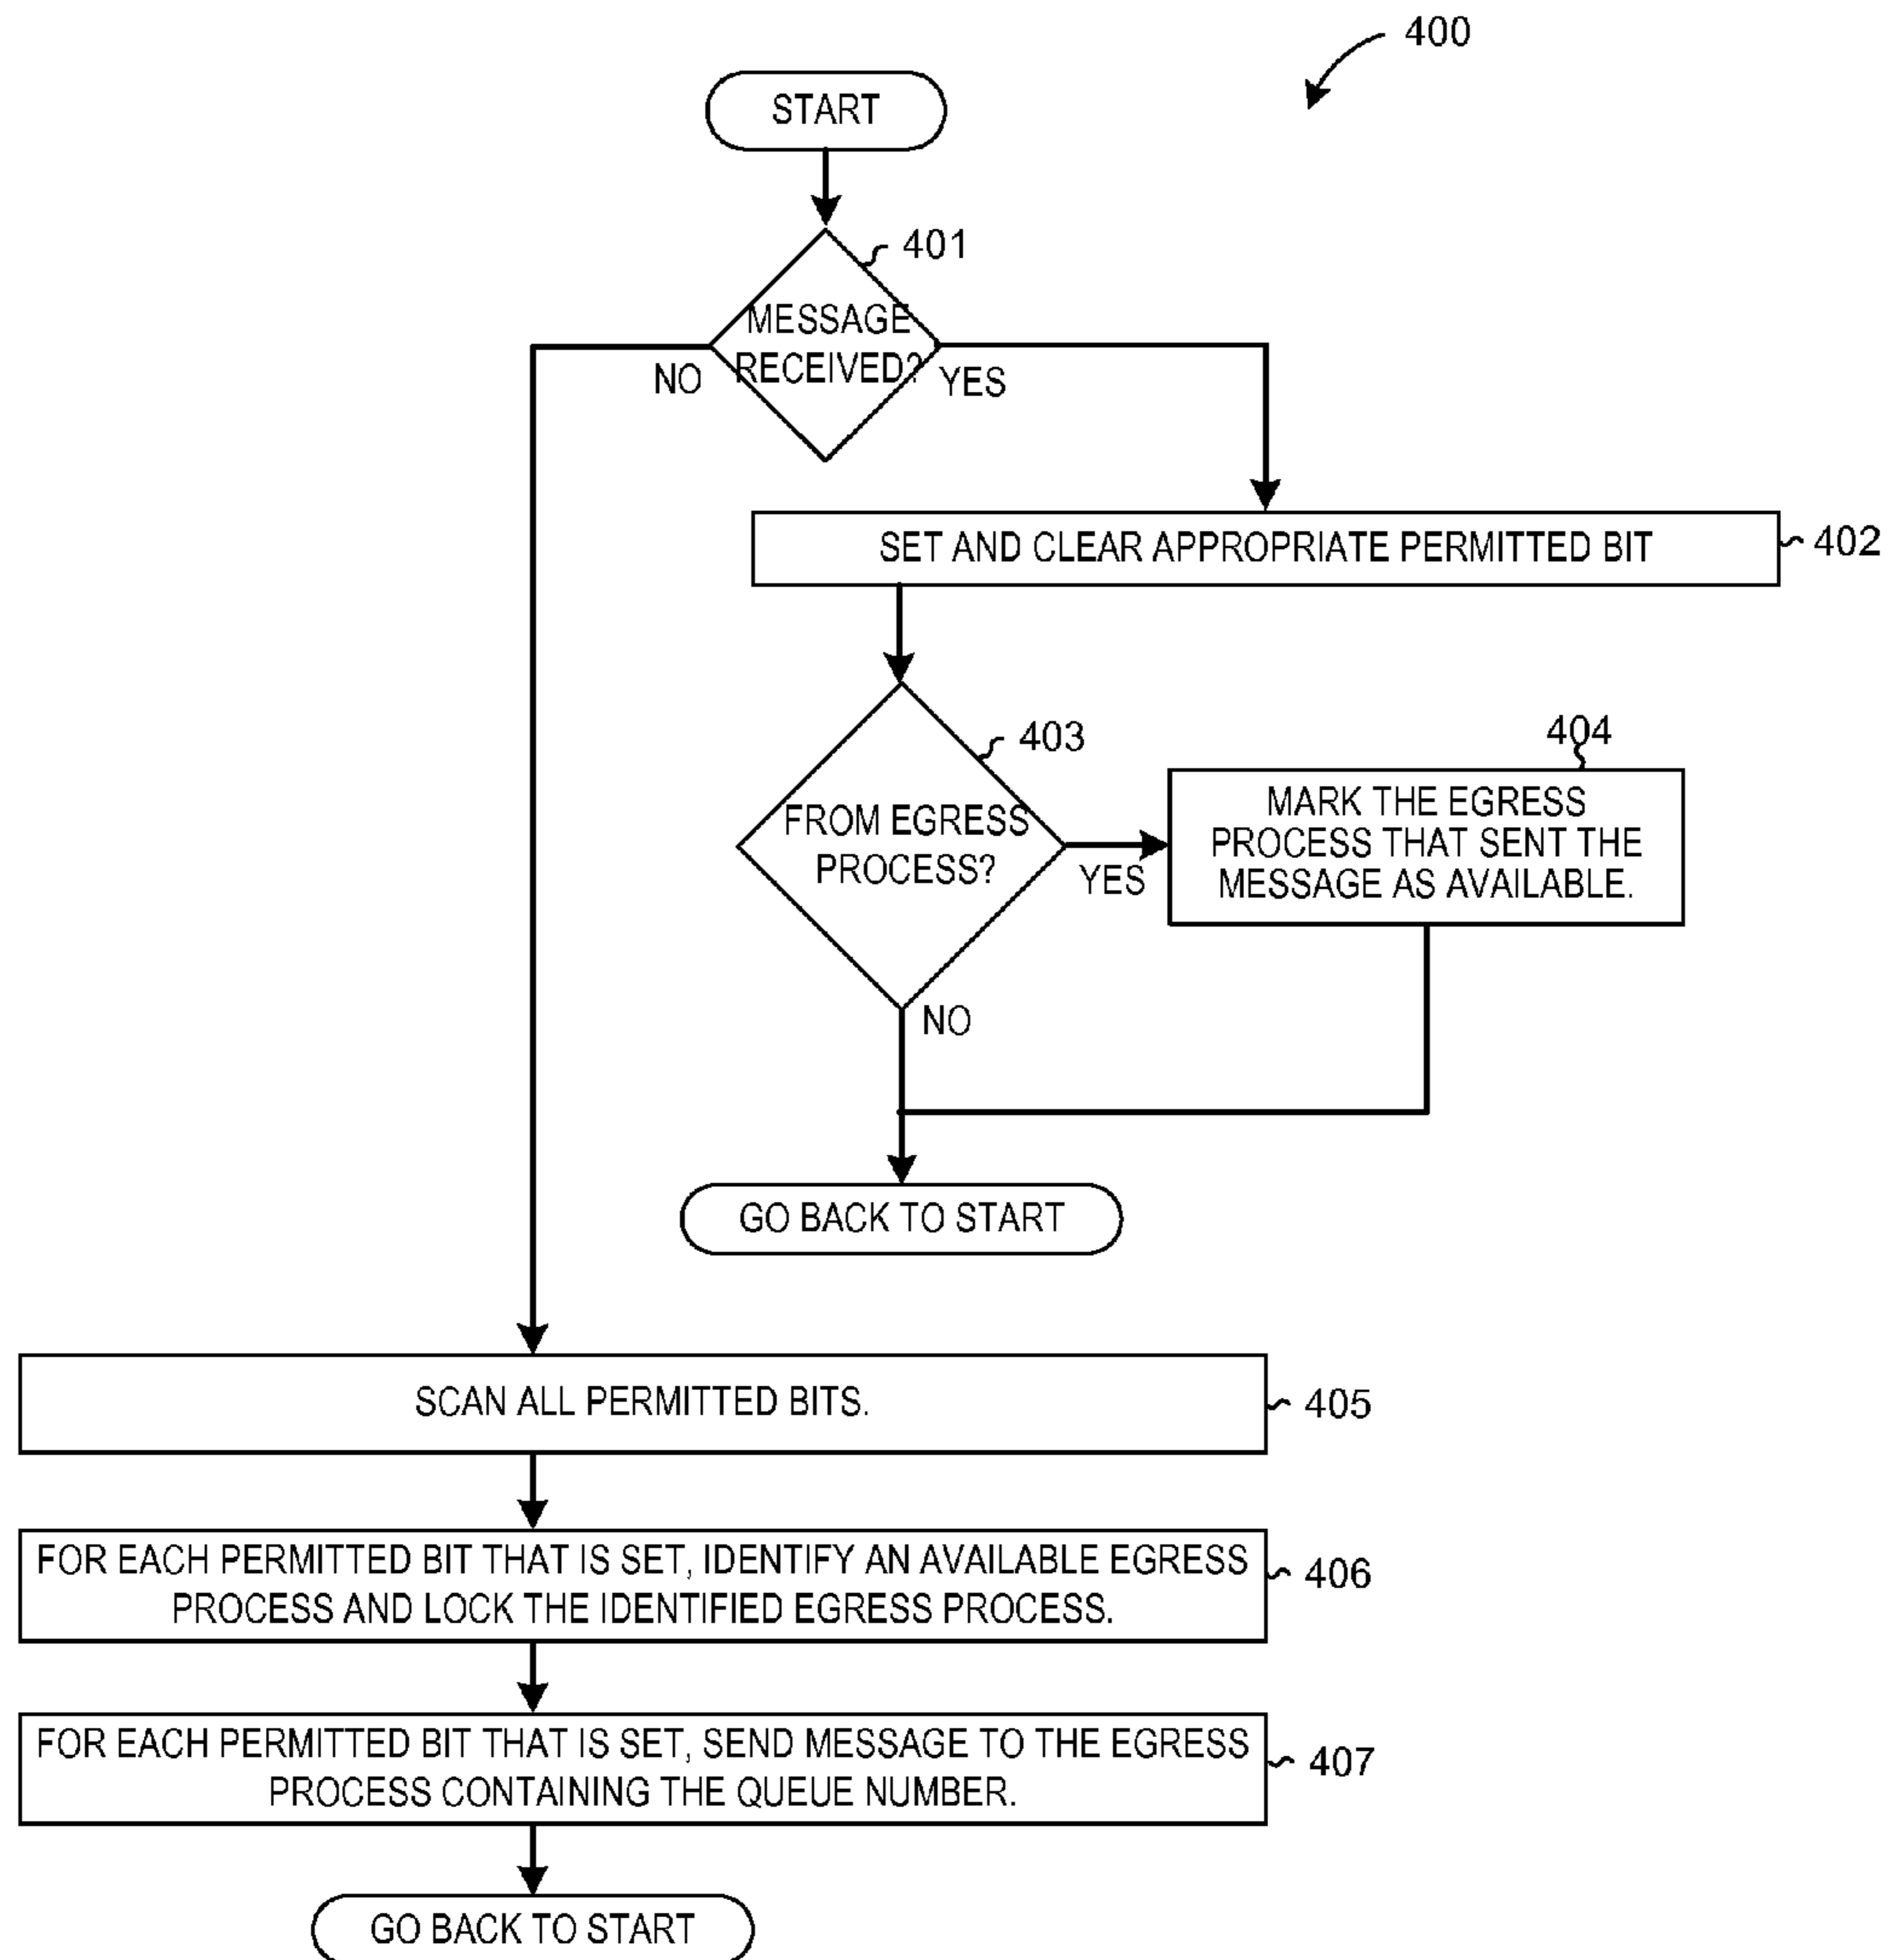 400
START
401
MESSAGE
RECEIVED?
NO
YES
SET AND CLEAR APPROPRIATE PERMITTED BIT
402
403
FROM EGRESS
PROCESS?
YES
404
MARK THE EGRESS
PROCESS THAT SENT THE
MESSAGE AS AVAILABLE.
NO
GO BACK TO START
SCAN ALL PERMITTED BITS.
405
FOR EACH PERMITTED BIT THAT IS SET, IDENTIFY AN AVAILABLE EGRESS
PROCESS AND LOCK THE IDENTIFIED EGRESS PROCESS.
406
FOR EACH PERMITTED BIT THAT IS SET, SEND MESSAGE TO THE EGRESS
PROCESS CONTAINING THE QUEUE NUMBER.
407
GO BACK TO START